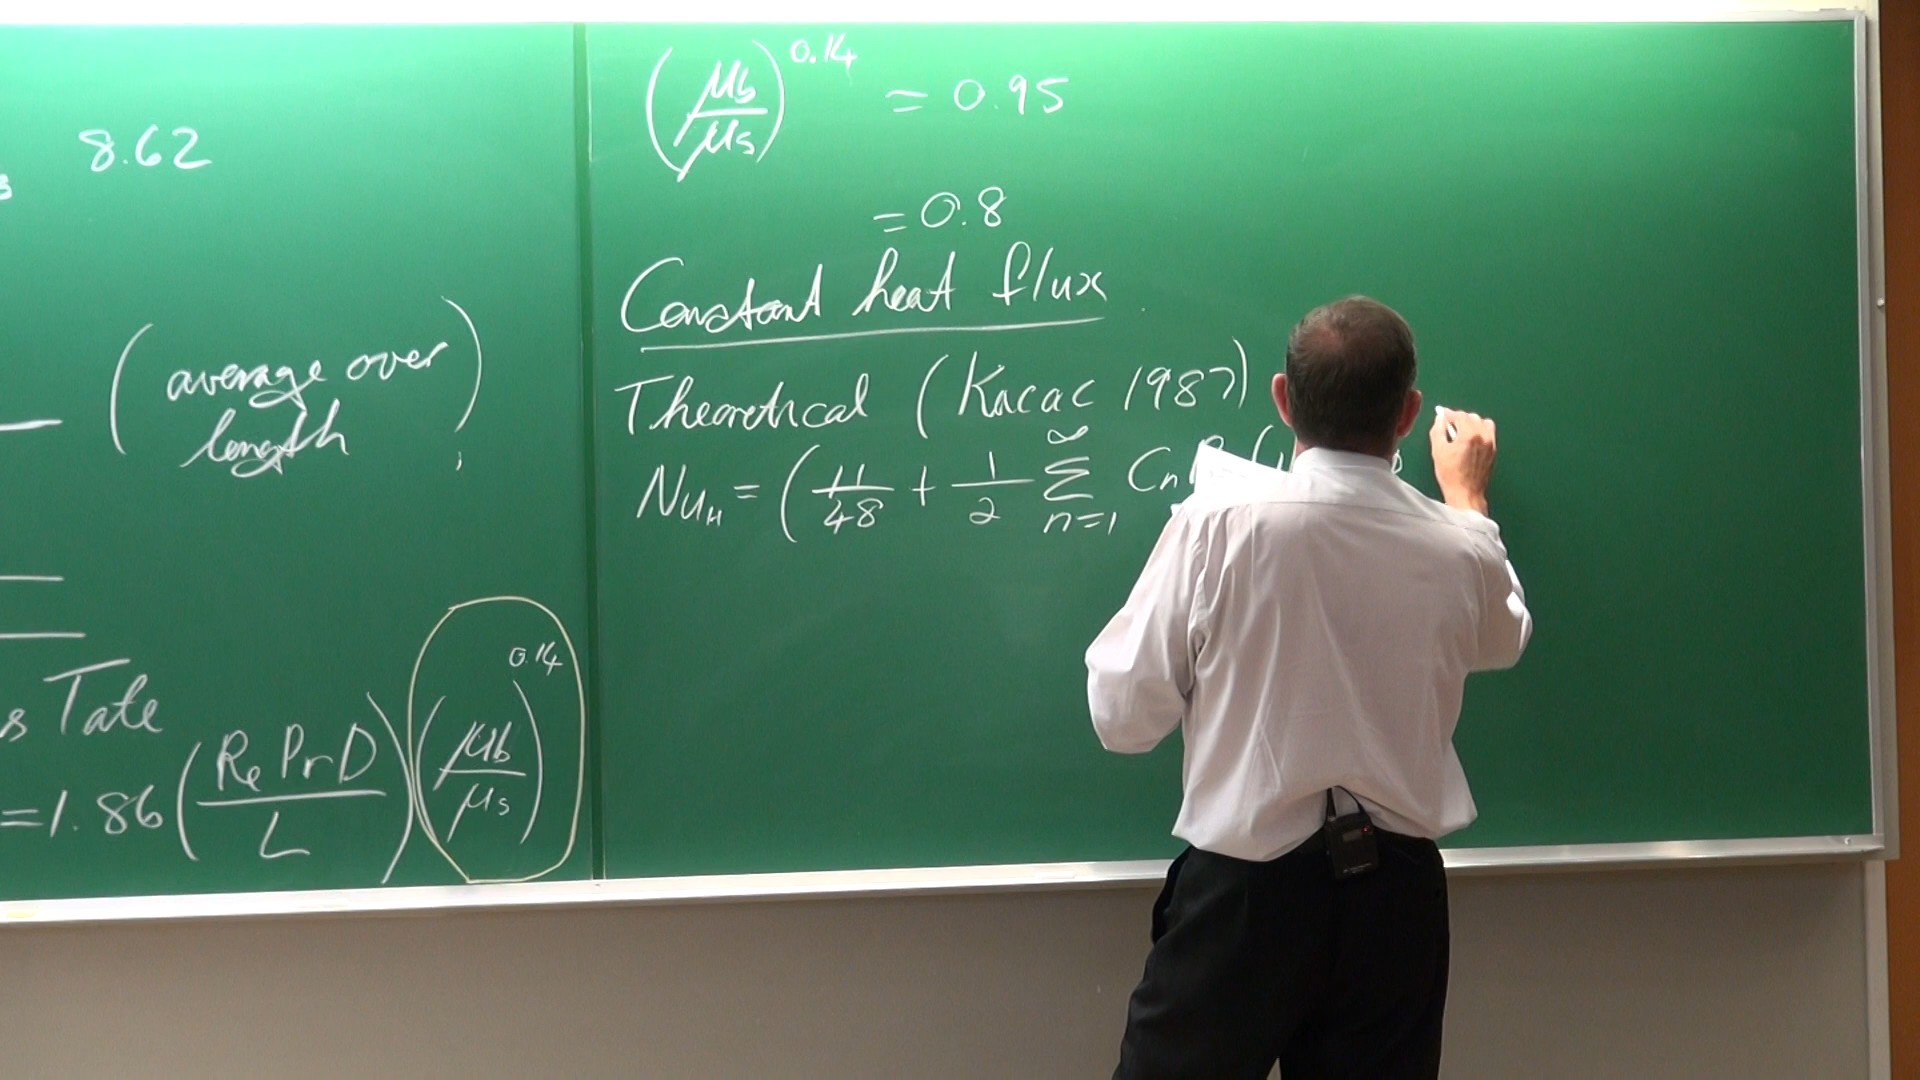 8.62
(average over
length)
s Tate
=1.86 (Re Pr D / L) (μb / μs)^0.14
(μb / μs)^0.14 = 0.95
= 0.8
Constant heat flux
Theoretical (Kacac 1987)
Nu_H = (11/48 + 1/2 ∞ Σ n=1 Cn